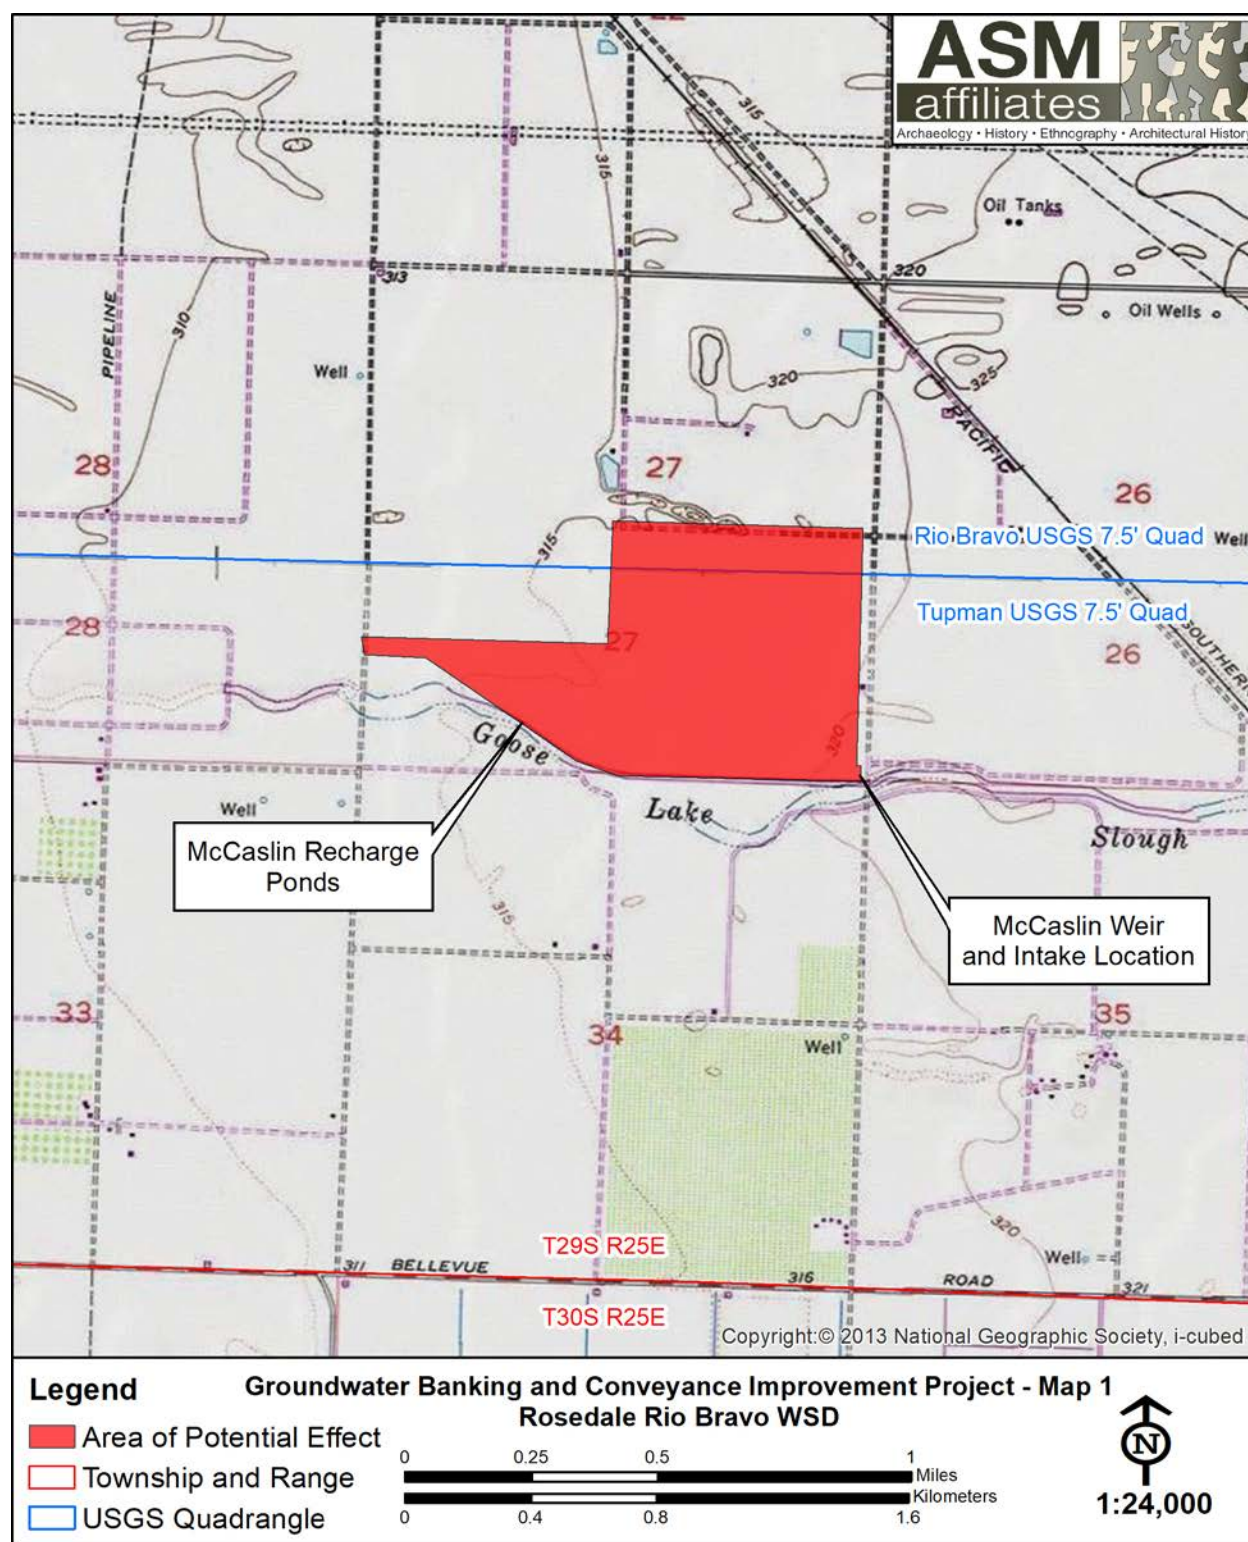 22
ASM
affiliates
Archaeology • History • Ethnography • Architectural History
315
315
Oil Tanks
313
320
PIPELINE
310
Oil Wells
Well
320
325
PACIFIC
28
27
26
315
Rio Bravo USGS 7.5' Quad
Well
Tupman USGS 7.5' Quad
28
27
26
SOUTHERN
320
Goose
Lake
Slough
Well
McCaslin Recharge
Ponds
McCaslin Weir
and Intake Location
315
33
34
35
Well
T29S R25E
320
Well
311
BELLEVUE
316
ROAD
321
T30S R25E
Copyright:© 2013 National Geographic Society, i-cubed
Legend
Area of Potential Effect
Township and Range
USGS Quadrangle
Groundwater Banking and Conveyance Improvement Project - Map 1
Rosedale Rio Bravo WSD
0 0.25 0.5 1
Miles
Kilometers
0 0.4 0.8 1.6
N
1:24,000